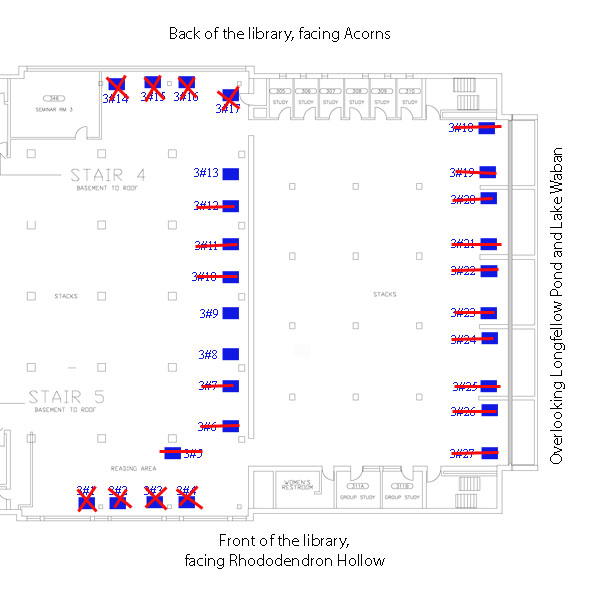 Back of the library, facing Acorns
346
SEMINAR RM 3
3#14
3#15
3#16
3#17
305
STUDY
306
STUDY
307
STUDY
308
STUDY
309
STUDY
310
STUDY
3#18
STAIR 4
BASEMENT TO ROOF
3#13
3#19
3#12
3#20
3#11
3#21
3#10
3#22
STACKS
STACKS
3#9
3#23
3#8
3#24
3#7
3#25
STAIR 5
BASEMENT TO ROOF
3#6
3#26
3#5
3#27
READING AREA
3#1
3#2
3#3
3#4
WOMEN'S
RESTROOM
311A
GROUP STUDY
311B
GROUP STUDY
Overlooking Longfellow Pond and Lake Waban
Front of the library,
facing Rhododendron Hollow